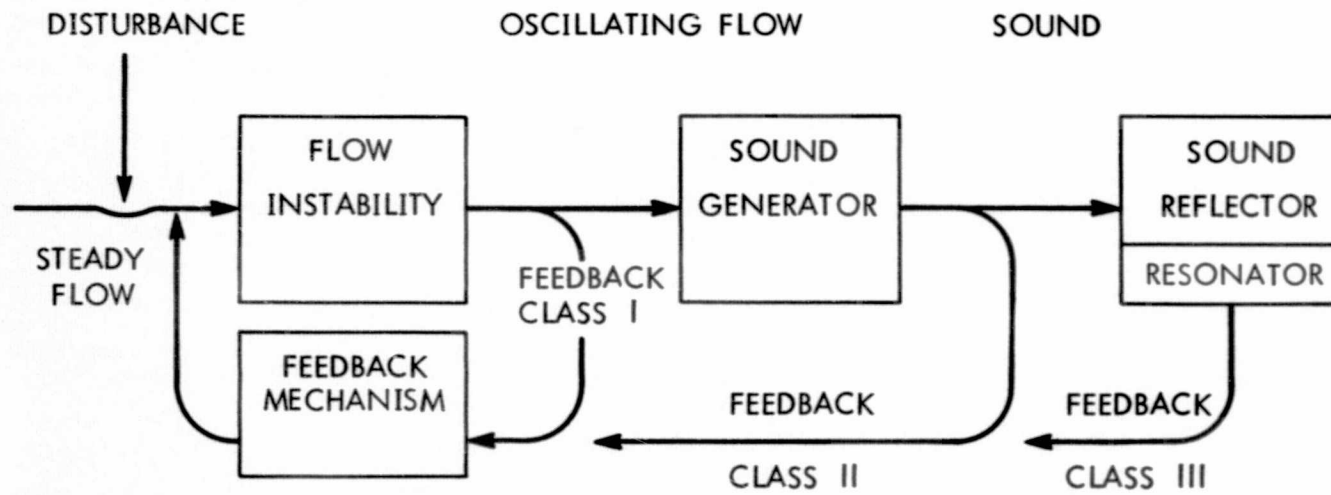 DISTURBANCE
OSCILLATING FLOW
SOUND
FLOW
INSTABILITY
SOUND
GENERATOR
SOUND
REFLECTOR
RESONATOR
STEADY
FLOW
FEEDBACK
CLASS I
FEEDBACK
MECHANISM
FEEDBACK
CLASS II
FEEDBACK
CLASS III